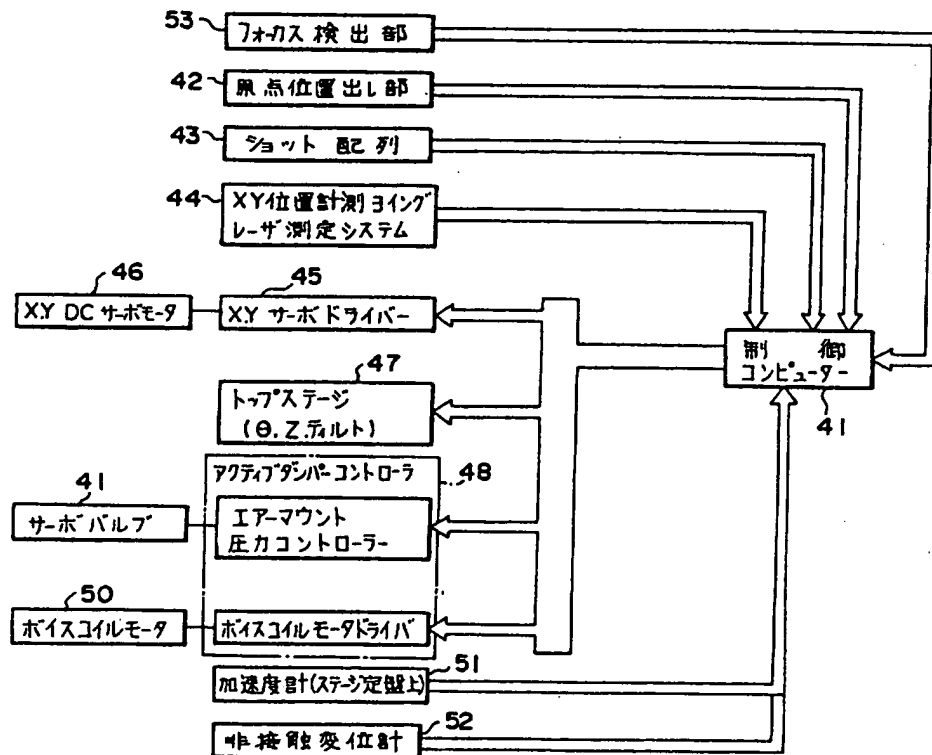 53
フォーカス検出部
42
原点位置出し部
43
ショット配列
44
XY位置計測ヨイング
レーザ測定システム
46
X.Y DC サーボモータ
45
X.Y サーボドライバー
制御
コンピューター
41
47
トップステージ
(θ.Z.ティルト)
アクティブダンパーコントローラ
48
41
サーボバルブ
エアーマウント
圧力コントローラー
50
ボイスコイルモータ
ボイスコイルモータドライバ
51
加速度計(ステージ定盤上)
52
非接触変位計